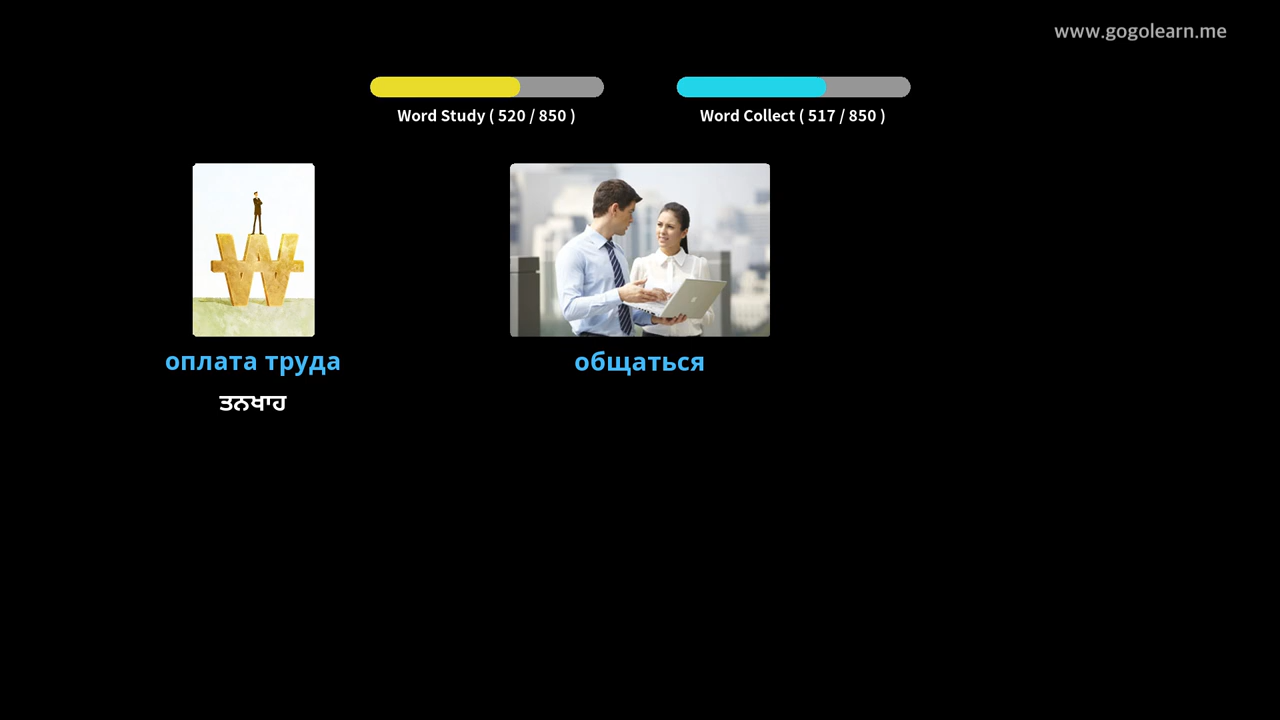 www.gogolearn.me
Word Study ( 520 / 850 )
Word Collect ( 517 / 850 )
оплата труда
общаться
ਤਨਖਾਹ